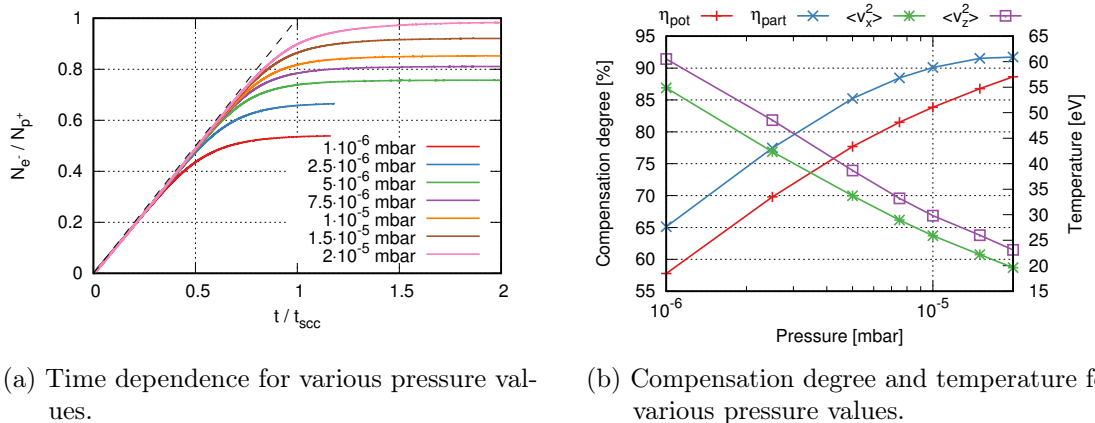 1
0.8
0.6
0.4
0.2
0
0 0.5 1 1.5 2
N_e- / N_p+
t / t_scc
1·10^-6 mbar
2.5·10^-6 mbar
5·10^-6 mbar
7.5·10^-6 mbar
1·10^-5 mbar
1.5·10^-5 mbar
2·10^-5 mbar
(a) Time dependence for various pressure val-
ues.
η_pot η_part <v_x^2> <v_z^2>
95
90
85
80
75
70
65
60
55
Compensation degree [%]
65
60
55
50
45
40
35
30
25
20
15
Temperature [eV]
10^-6 10^-5
Pressure [mbar]
(b) Compensation degree and temperature fo
various pressure values.